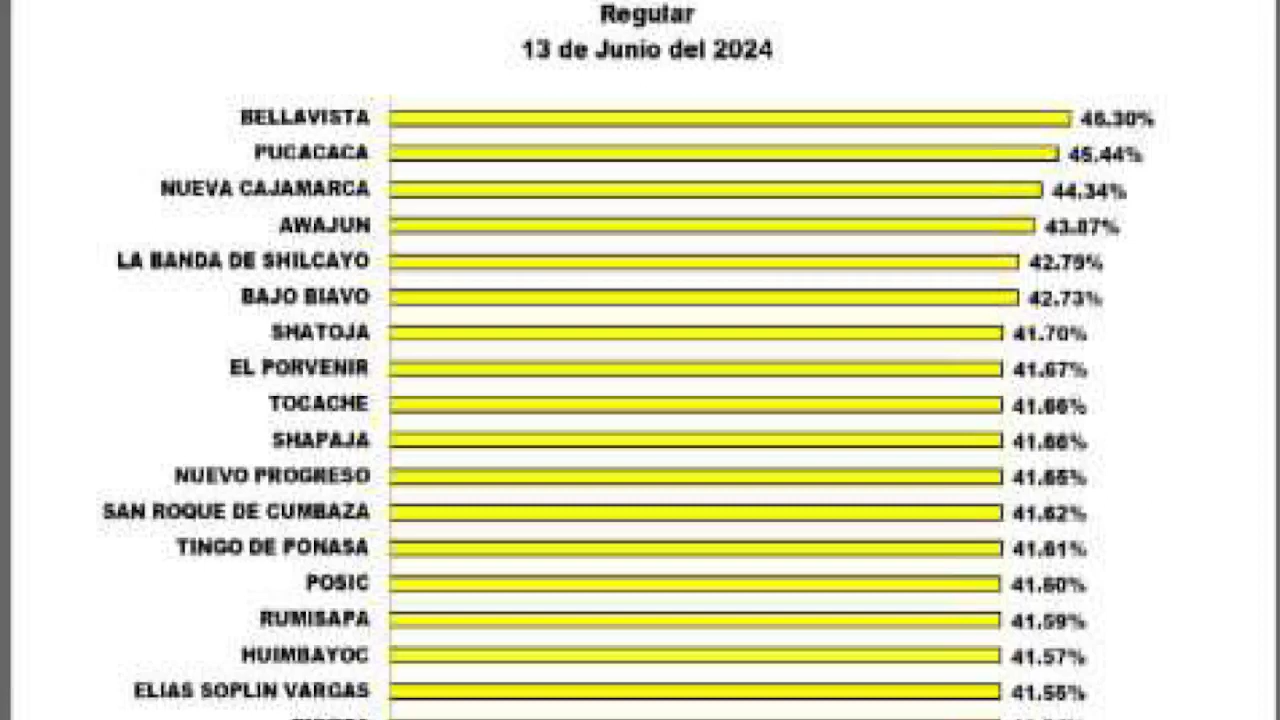 Regular
13 de Junio del 2024
BELLAVISTA 46.30%
PUCACACA 45.44%
NUEVA CAJAMARCA 44.34%
AWAJUN 43.87%
LA BANDA DE SHILCAYO 42.79%
BAJO BIAVO 42.73%
SHATOJA 41.70%
EL PORVENIR 41.67%
TOCACHE 41.66%
SHAPAJA 41.66%
NUEVO PROGRESO 41.65%
SAN ROQUE DE CUMBAZA 41.62%
TINGO DE PONASA 41.61%
POSIC 41.60%
RUMISAPA 41.59%
HUIMBAYOC 41.57%
ELIAS SOPLIN VARGAS 41.55%